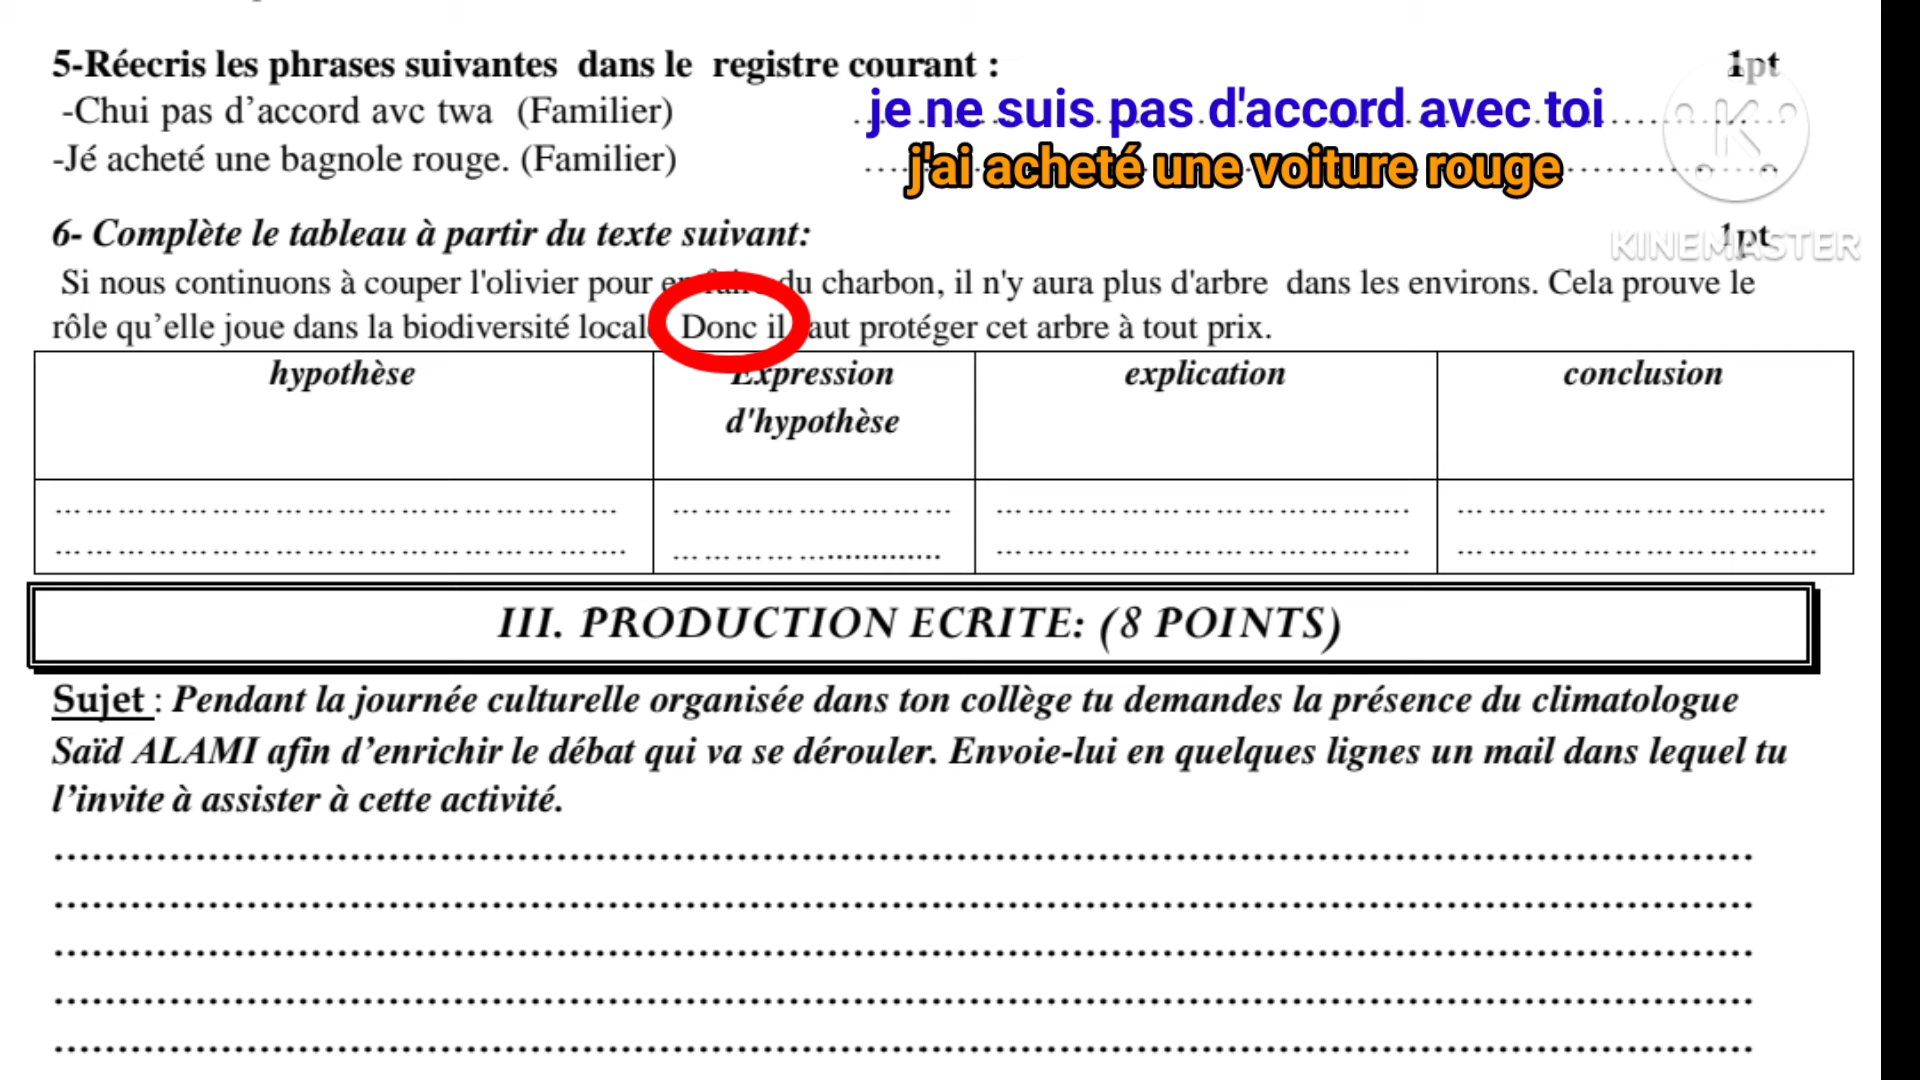 5-Réecris les phrases suivantes dans le registre courant : 1pt
-Chui pas d’accord avc twa (Familier) je ne suis pas d'accord avec toi
-Jé acheté une bagnole rouge. (Familier) j'ai acheté une voiture rouge
6- Complète le tableau à partir du texte suivant: 1pt
KINEMASTER
Si nous continuons à couper l'olivier pour du charbon, il n'y aura plus d'arbre dans les environs. Cela prouve le
rôle qu’elle joue dans la biodiversité Donc il protéger cet arbre à tout prix.
hypothèse Expression d'hypothèse explication conclusion
III. PRODUCTION ECRITE: (8 POINTS)
Sujet : Pendant la journée culturelle organisée dans ton collège tu demandes la présence du climatologue
Saïd ALAMI afin d’enrichir le débat qui va se dérouler. Envoie-lui en quelques lignes un mail dans lequel tu
l’invite à assister à cette activité.